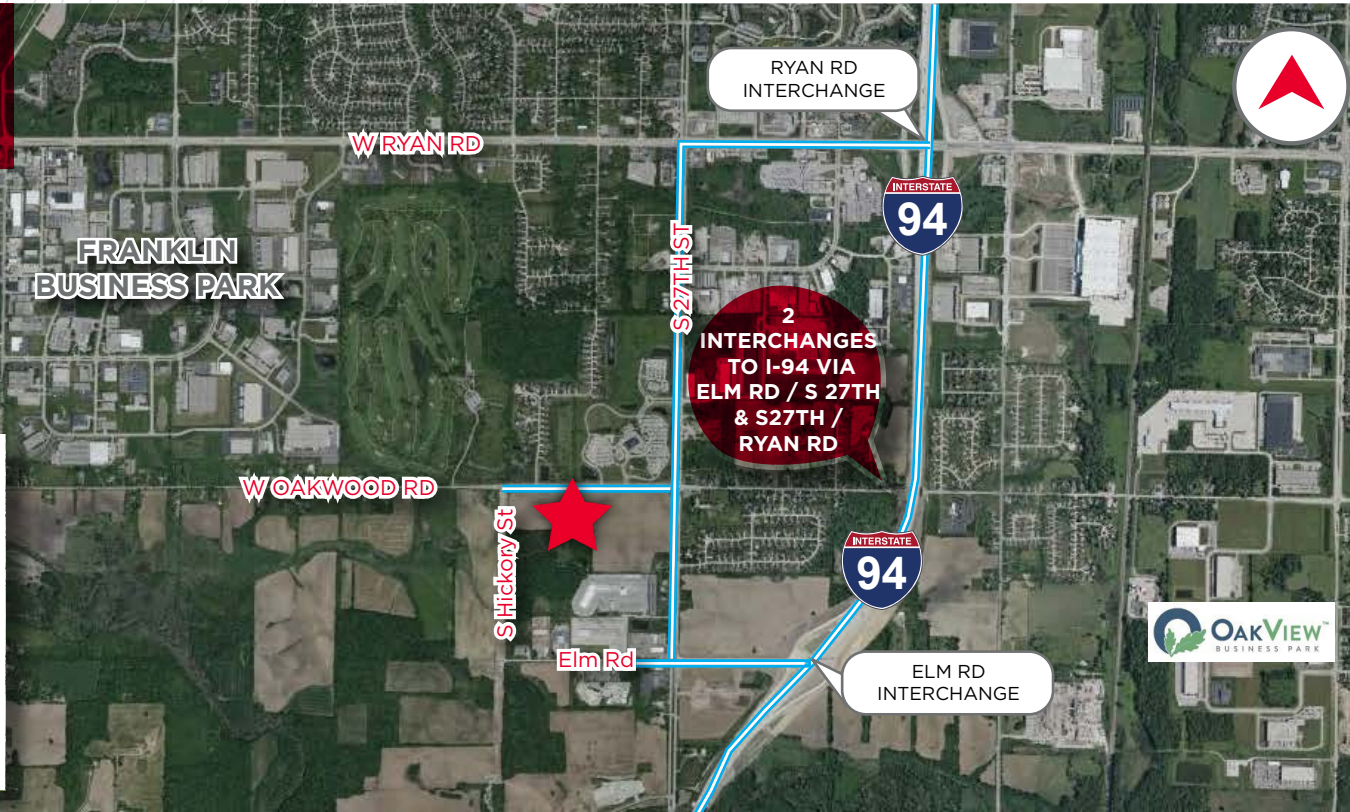 RYAN RD
INTERCHANGE
W RYAN RD
INTERSTATE
94
FRANKLIN
BUSINESS PARK
S 27TH ST
2
INTERCHANGES
TO I-94 VIA
ELM RD / S 27TH
& S27TH /
RYAN RD
W OAKWOOD RD
S Hickory St
INTERSTATE
94
OAKVIEW™
BUSINESS PARK
Elm Rd
ELM RD
INTERCHANGE